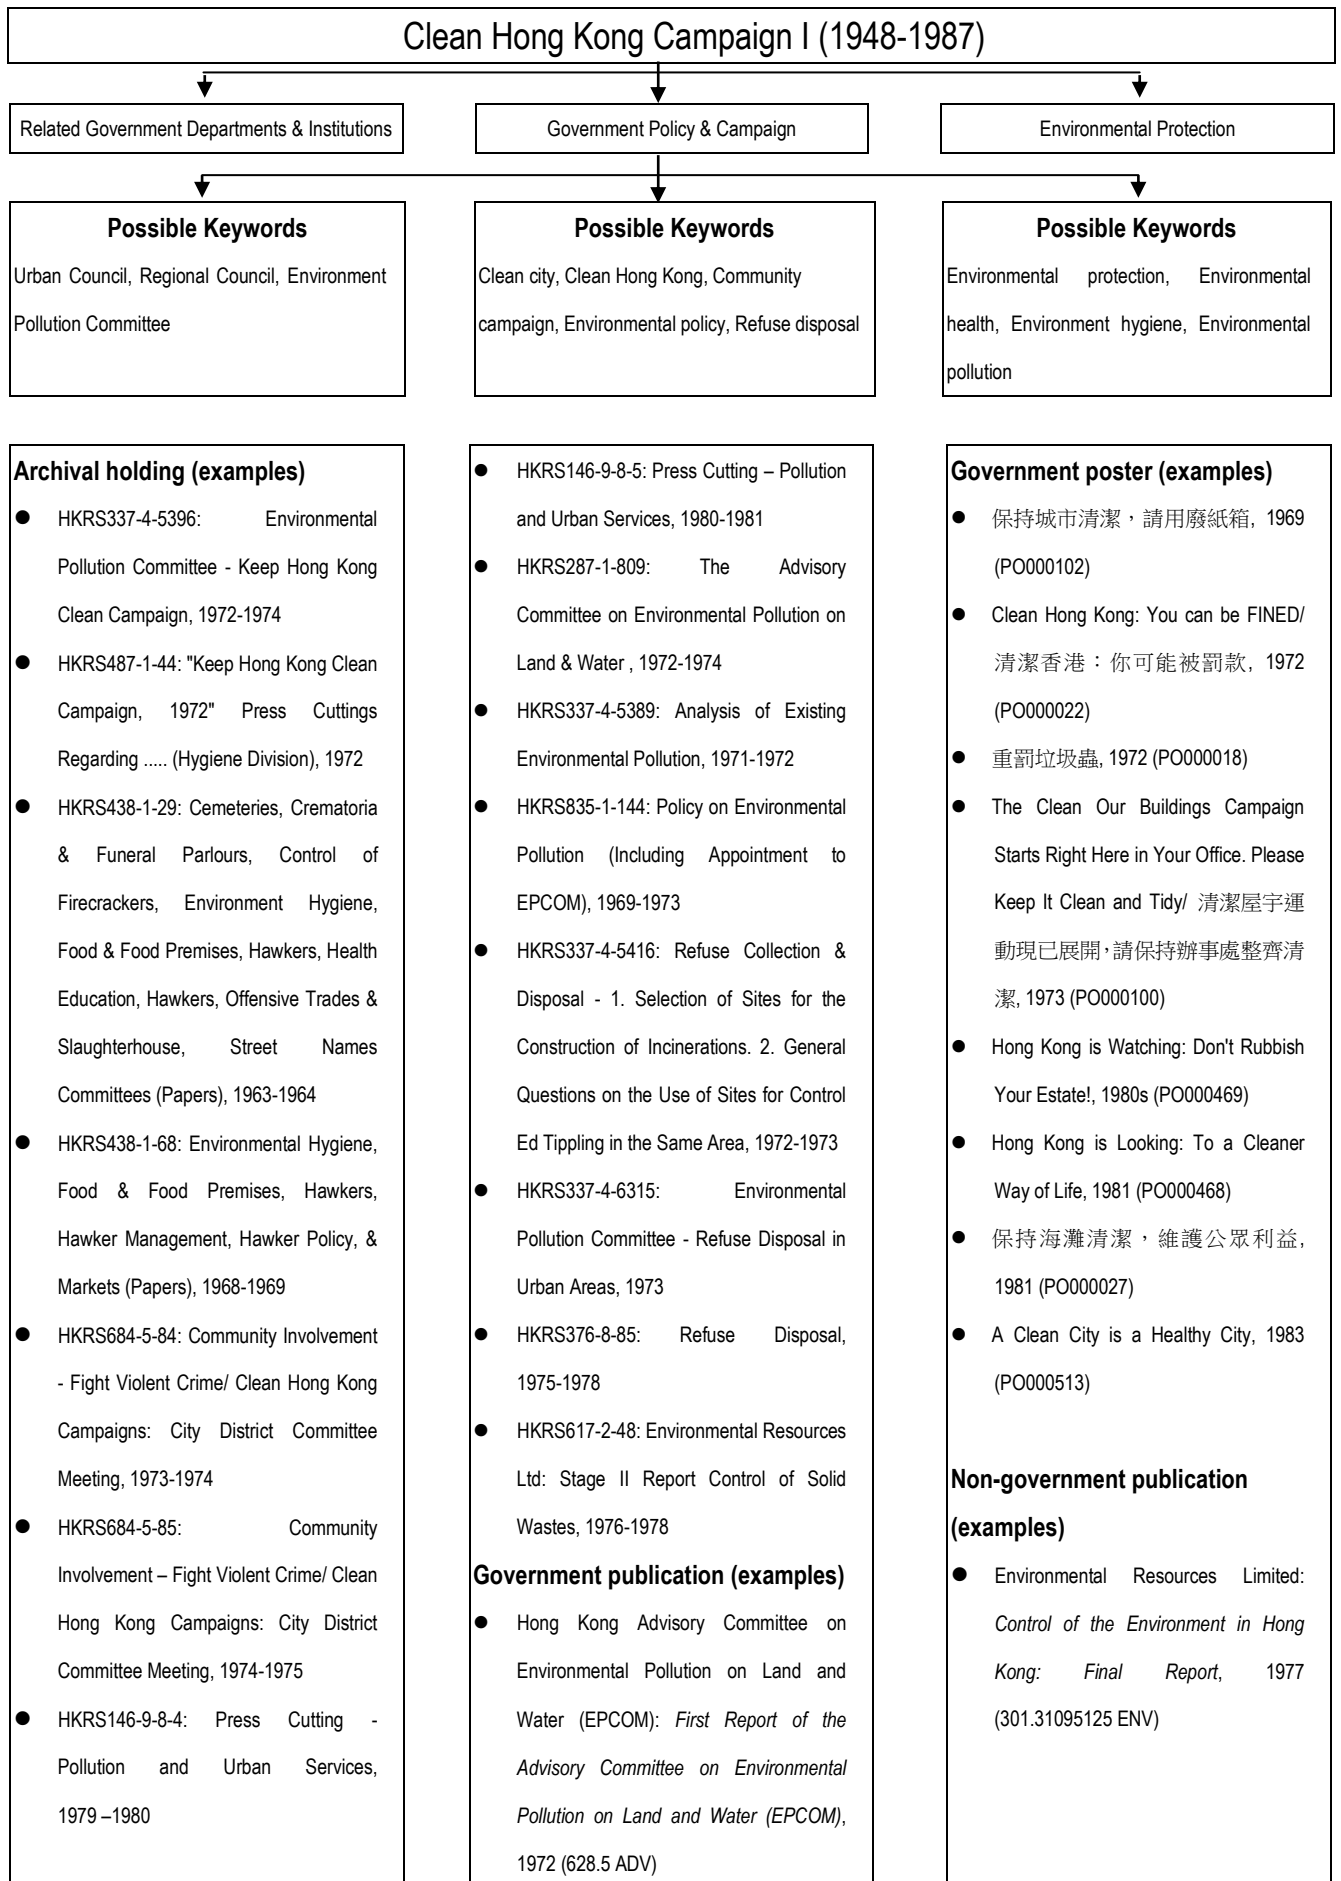 Clean Hong Kong Campaign I (1948-1987)
Related Government Departments & Institutions
Government Policy & Campaign
Environmental Protection
Possible Keywords
Urban Council, Regional Council, Environment
Pollution Committee
Possible Keywords
Clean city, Clean Hong Kong, Community
campaign, Environmental policy, Refuse disposal
Possible Keywords
Environmental protection, Environmental
health, Environment hygiene, Environmental
pollution
Archival holding (examples)
● HKRS337-4-5396: Environmental
Pollution Committee - Keep Hong Kong
Clean Campaign, 1972-1974
● HKRS487-1-44: "Keep Hong Kong Clean
Campaign, 1972" Press Cuttings
Regarding ..... (Hygiene Division), 1972
● HKRS438-1-29: Cemeteries, Crematoria
& Funeral Parlours, Control of
Firecrackers, Environment Hygiene,
Food & Food Premises, Hawkers, Health
Education, Hawkers, Offensive Trades &
Slaughterhouse, Street Names
Committees (Papers), 1963-1964
● HKRS438-1-68: Environmental Hygiene,
Food & Food Premises, Hawkers,
Hawker Management, Hawker Policy, &
Markets (Papers), 1968-1969
● HKRS684-5-84: Community Involvement
- Fight Violent Crime/ Clean Hong Kong
Campaigns: City District Committee
Meeting, 1973-1974
● HKRS684-5-85: Community
Involvement – Fight Violent Crime/ Clean
Hong Kong Campaigns: City District
Committee Meeting, 1974-1975
● HKRS146-9-8-4: Press Cutting -
Pollution and Urban Services,
1979 –1980
● HKRS146-9-8-5: Press Cutting – Pollution
and Urban Services, 1980-1981
● HKRS287-1-809: The Advisory
Committee on Environmental Pollution on
Land & Water , 1972-1974
● HKRS337-4-5389: Analysis of Existing
Environmental Pollution, 1971-1972
● HKRS835-1-144: Policy on Environmental
Pollution (Including Appointment to
EPCOM), 1969-1973
● HKRS337-4-5416: Refuse Collection &
Disposal - 1. Selection of Sites for the
Construction of Incinerations. 2. General
Questions on the Use of Sites for Control
Ed Tippling in the Same Area, 1972-1973
● HKRS337-4-6315: Environmental
Pollution Committee - Refuse Disposal in
Urban Areas, 1973
● HKRS376-8-85: Refuse Disposal,
1975-1978
● HKRS617-2-48: Environmental Resources
Ltd: Stage II Report Control of Solid
Wastes, 1976-1978
Government publication (examples)
● Hong Kong Advisory Committee on
Environmental Pollution on Land and
Water (EPCOM): First Report of the
Advisory Committee on Environmental
Pollution on Land and Water (EPCOM),
1972 (628.5 ADV)
Government poster (examples)
● 保持城市清潔，請用廢紙箱, 1969
(PO000102)
● Clean Hong Kong: You can be FINED/
清潔香港：你可能被罰款, 1972
(PO000022)
● 重罰垃圾蟲, 1972 (PO000018)
● The Clean Our Buildings Campaign
Starts Right Here in Your Office. Please
Keep It Clean and Tidy/ 清潔屋宇運
動現已展開，請保持辦事處整齊清
潔, 1973 (PO000100)
● Hong Kong is Watching: Don't Rubbish
Your Estate!, 1980s (PO000469)
● Hong Kong is Looking: To a Cleaner
Way of Life, 1981 (PO000468)
● 保持海灘清潔，維護公眾利益,
1981 (PO000027)
● A Clean City is a Healthy City, 1983
(PO000513)
Non-government publication
(examples)
● Environmental Resources Limited:
Control of the Environment in Hong
Kong: Final Report, 1977
(301.31095125 ENV)